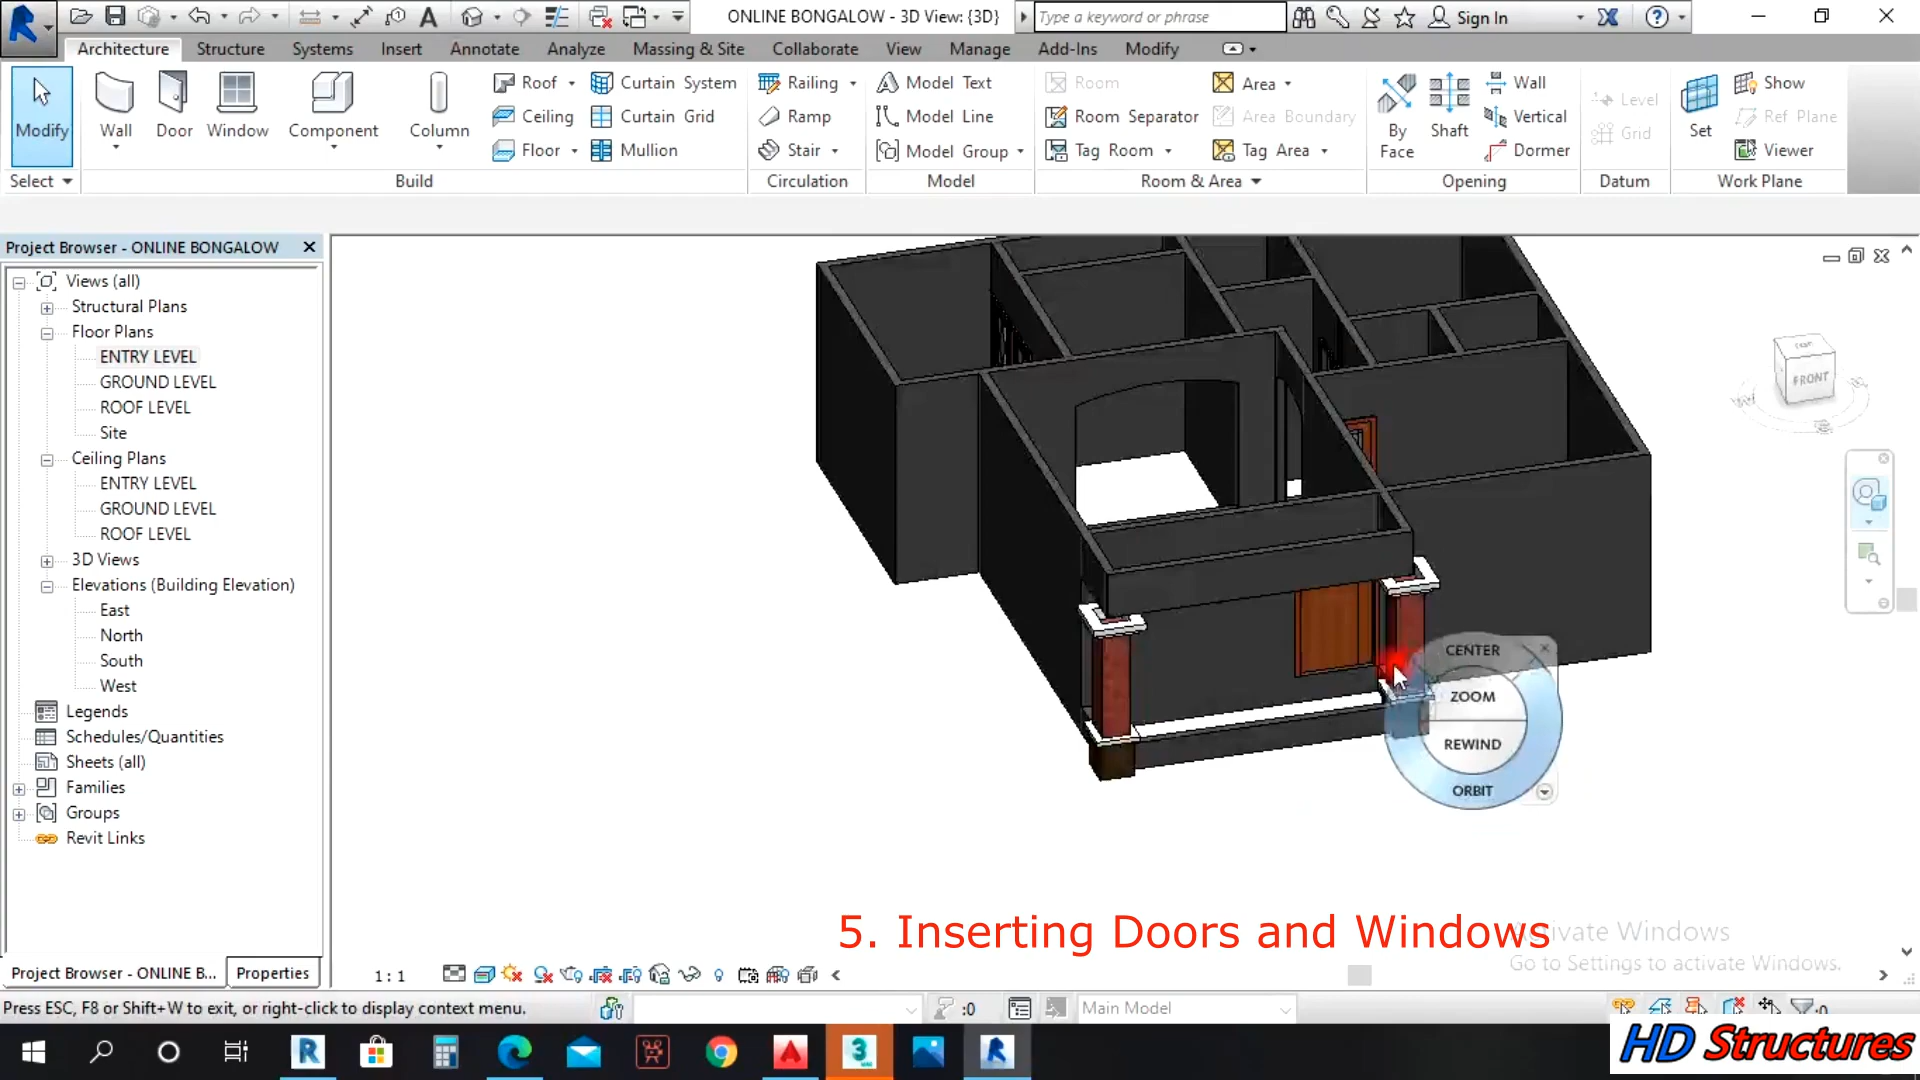 ONLINE BONGALOW - 3D View: {3D}
Type a keyword or phrase
Sign In
Architecture Structure Systems Insert Annotate Analyze Massing & Site Collaborate View Manage Add-Ins Modify
Modify
Wall
Door
Window
Component
Column
Roof
Ceiling
Floor
Curtain System
Curtain Grid
Mullion
Railing
Ramp
Stair
Model Text
Model Line
Model Group
Room
Room Separator
Tag Room
Area
Area Boundary
Tag Area
By
Face
Shaft
Wall
Vertical
Dormer
Level
Grid
Set
Show
Ref Plane
Viewer
Select
Build
Circulation
Model
Room & Area
Opening
Datum
Work Plane
Project Browser - ONLINE BONGALOW
Views (all)
Structural Plans
Floor Plans
ENTRY LEVEL
GROUND LEVEL
ROOF LEVEL
Site
Ceiling Plans
ENTRY LEVEL
GROUND LEVEL
ROOF LEVEL
3D Views
Elevations (Building Elevation)
East
North
South
West
Legends
Schedules/Quantities
Sheets (all)
Families
Groups
Revit Links
FRONT
CENTER
ZOOM
REWIND
ORBIT
5. Inserting Doors and Windows
Activate Windows
Go to Settings to activate Windows.
Project Browser - ONLINE B...
Properties
1 : 1
Press ESC, F8 or Shift+W to exit, or right-click to display context menu.
:0
Main Model
:0
HD Structures